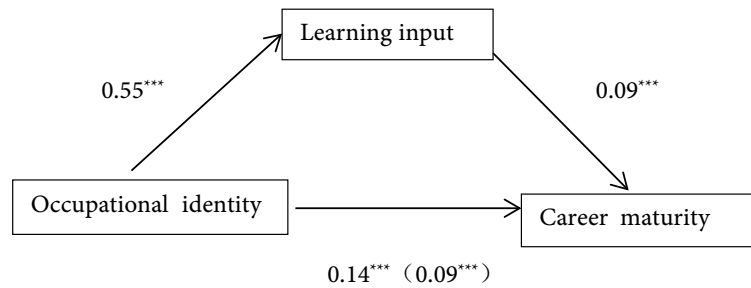 Learning input
0.55***
0.09***
Occupational identity
Career maturity
0.14***（0.09***）